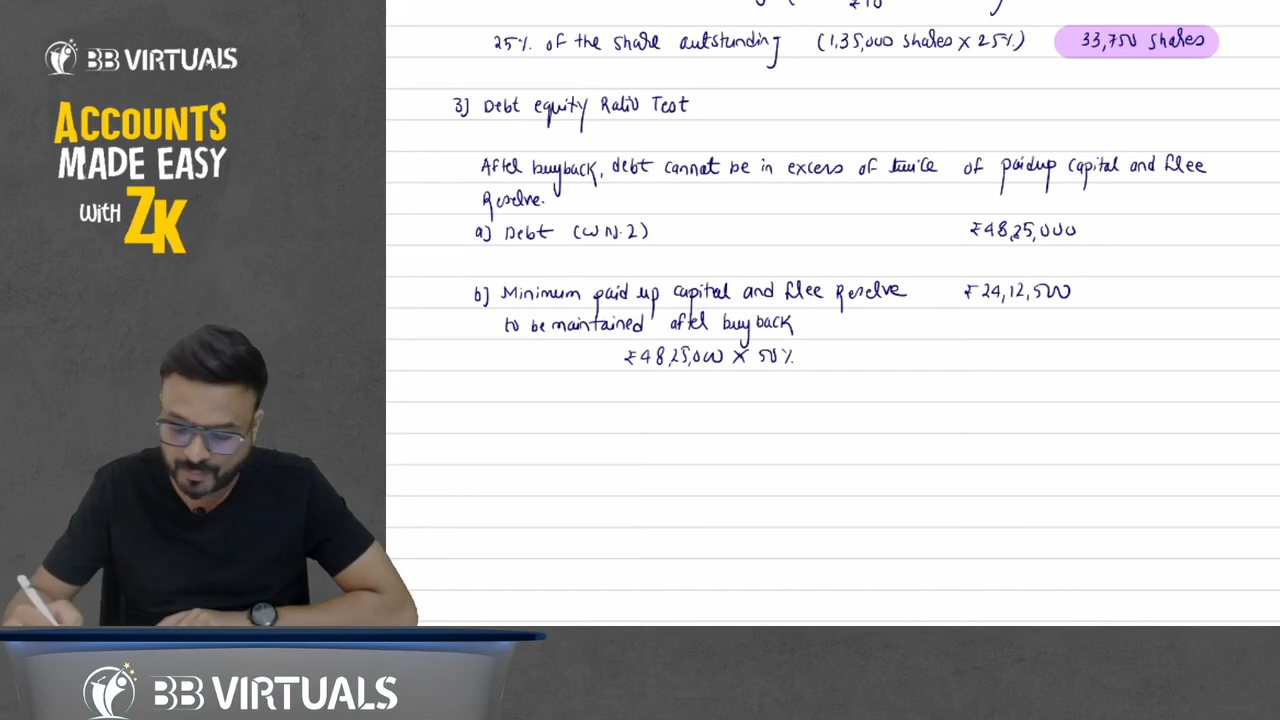 BB VIRTUALS
ACCOUNTS
MADE EASY
WITH ZK
25% of the share outstanding (1,35,000 shares × 25%) 33,750 shares
3] Debt equity Ratio Test
After buyback, debt cannot be in excess of twice of paidup capital and free
Reserve.
a] Debt (W N. 2) ₹48,25,000
b] Minimum paid up capital and free Reserve ₹24,12,500
to be maintained after buy back
₹48,25,000 × 50%
BB VIRTUALS